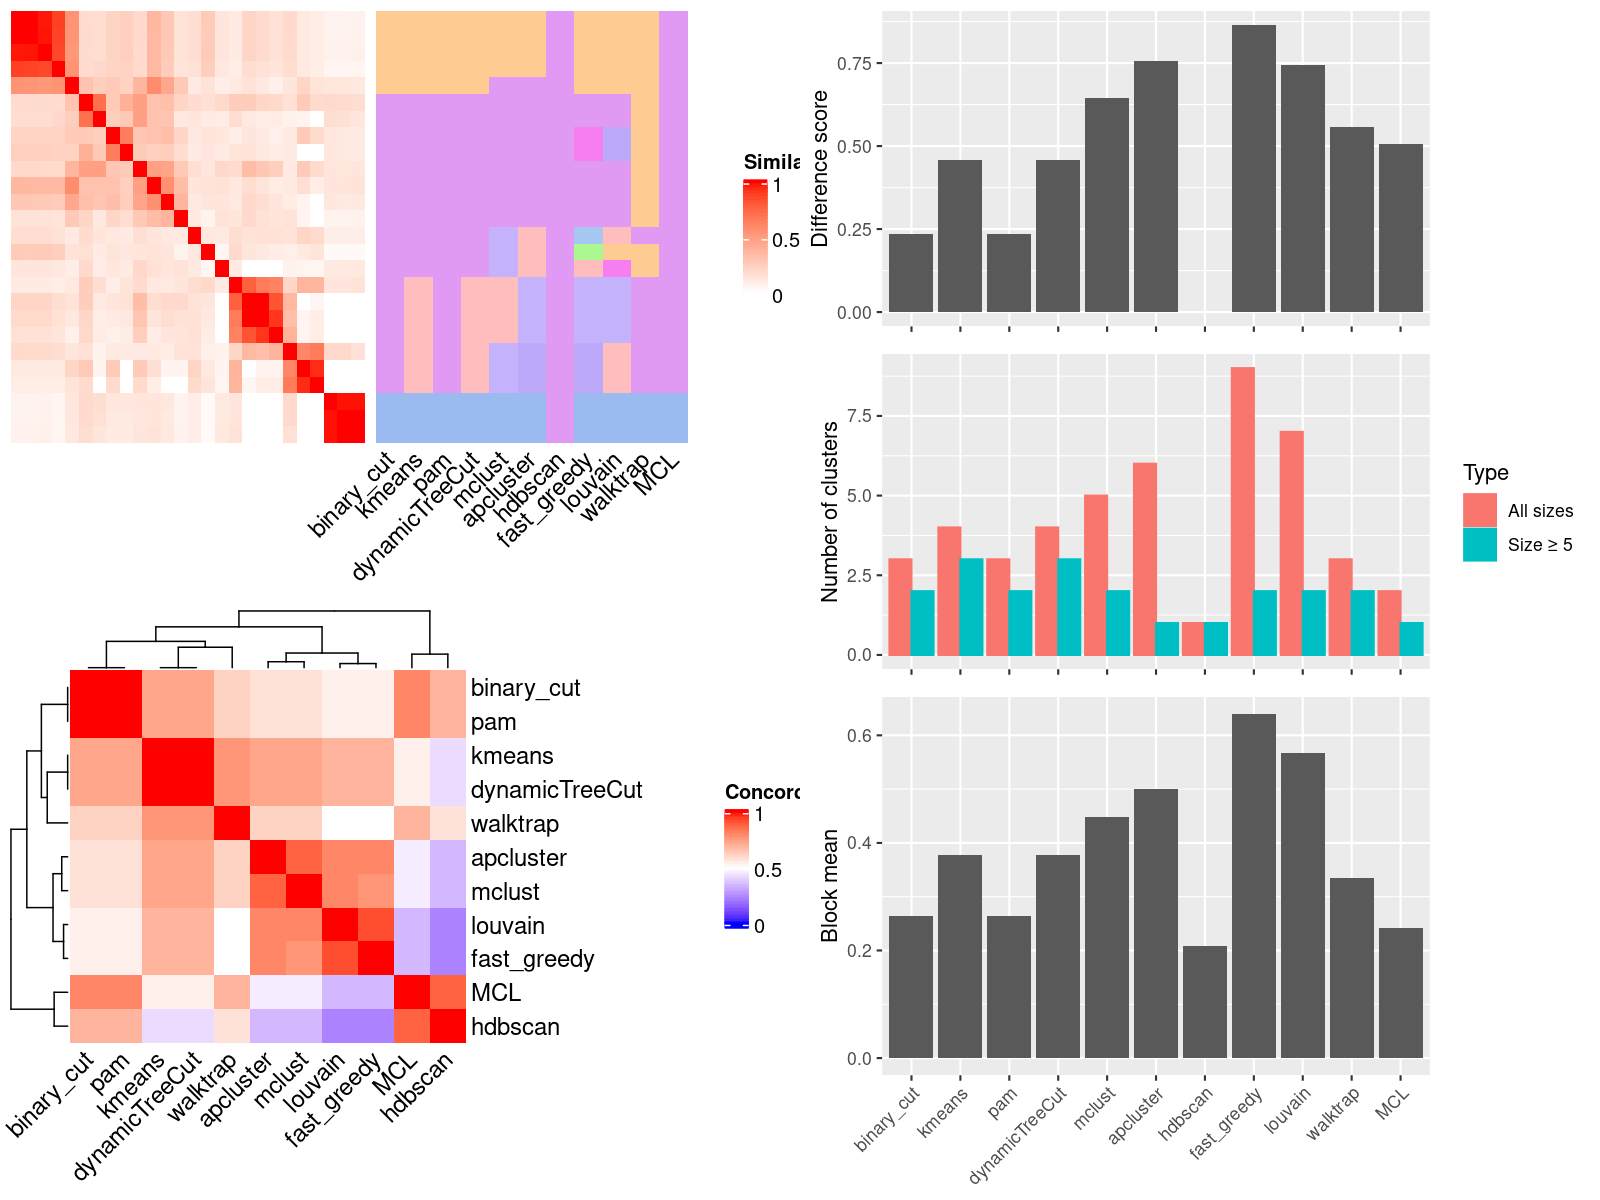 Simila
1
0.5
0
binary_cut
kmeans
pam
dynamicTreeCut
mclust
apcluster
hdbscan
fast_greedy
louvain
walktrap
MCL
binary_cut
pam
kmeans
dynamicTreeCut
walktrap
apcluster
mclust
louvain
fast_greedy
MCL
hdbscan
binary_cut
pam
kmeans
dynamicTreeCut
walktrap
apcluster
mclust
louvain
fast_greedy
MCL
hdbscan
Concord
1
0.5
0
Difference score
0.75
0.50
0.25
0.00
Number of clusters
7.5
5.0
2.5
0.0
Type
All sizes
Size ≥ 5
Block mean
0.6
0.4
0.2
0.0
binary_cut
kmeans
pam
dynamicTreeCut
mclust
apcluster
hdbscan
fast_greedy
louvain
walktrap
MCL